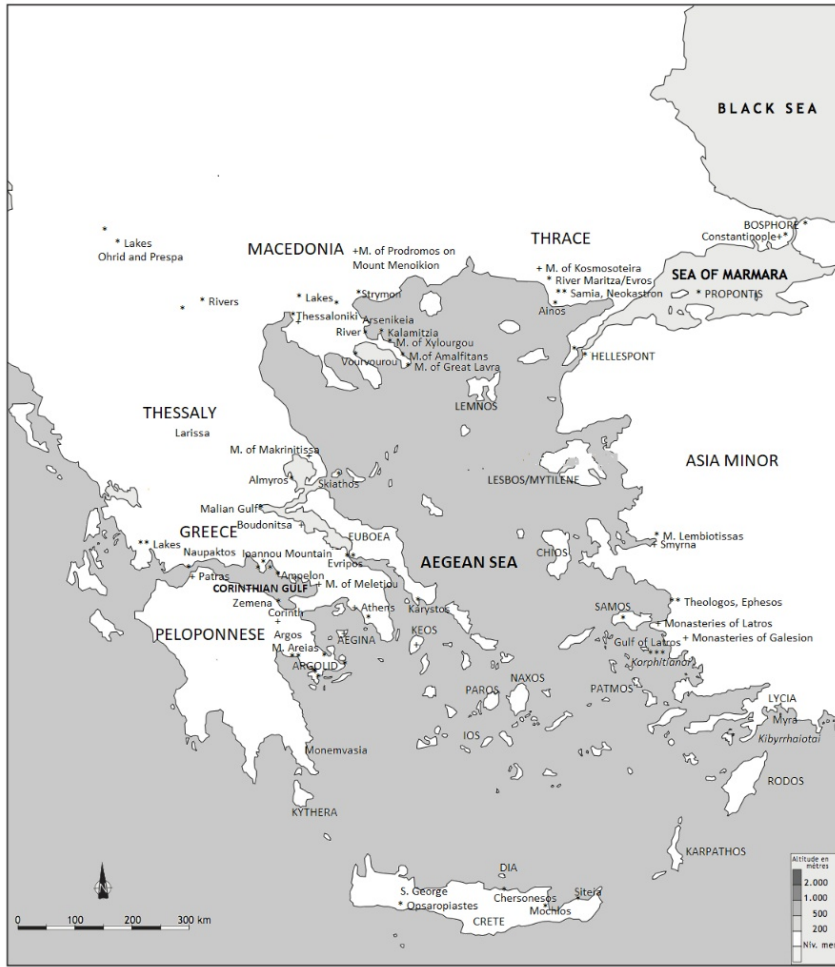 BLACK SEA
BOSPHORE *
Constantinople+*
* Lakes
Ohrid and Prespa
MACEDONIA
+M. of Prodromos on
Mount Menoikion
THRACE
+ M. of Kosmosoteira
* River Maritza/Evros
** Samia, Neokastron
Ainos
SEA OF MARMARA
* PROPONTIS
* Rivers
* Lakes *
*Strymon
Thessaloniki
Arsenikeia
River
Kalamitzia
M. of Xylourgou
M.of Amalfitans
M. of Great Lavra
Vourvourou
HELLESPONT
LEMNOS
THESSALY
Larissa
M. of Makrinitissa
Almyros
Skiathos
LESBOS/MYTILENE
ASIA MINOR
Malian Gulf
Boudonitsa
GREECE
** Lakes
Naupaktos
Ioannou Mountain
EUBOEA
Evripos
AEGEAN SEA
CHIOS
* M. Lembiotissas
+ Smyrna
+ Patras
Ampelon
CORINTHIAN GULF
+ M. of Meletiou
Zemena
Corinth
+
+ Athens
Karystos
** Theologos, Ephesos
SAMOS
+ Monasteries of Latros
PELOPONNESE
Argos
M. Areias
AEGINA
KEOS
+
Gulf of Latros
+ Monasteries of Galesion
***
Korphitianoi
ARGOLID
NAXOS
PAROS
PATMOS
LYCIA
Myra
IOS
Kibyrrhaiotai
Monemvasia
RODOS
KYTHERA
KARPATHOS
DIA
S. George
* Opsaropiastes
Chersonesos
Siteia
Mochlos
CRETE
N
0 100 200 300 km
Altitude en
mètres
2.000
1.000
500
200
Niv. mer